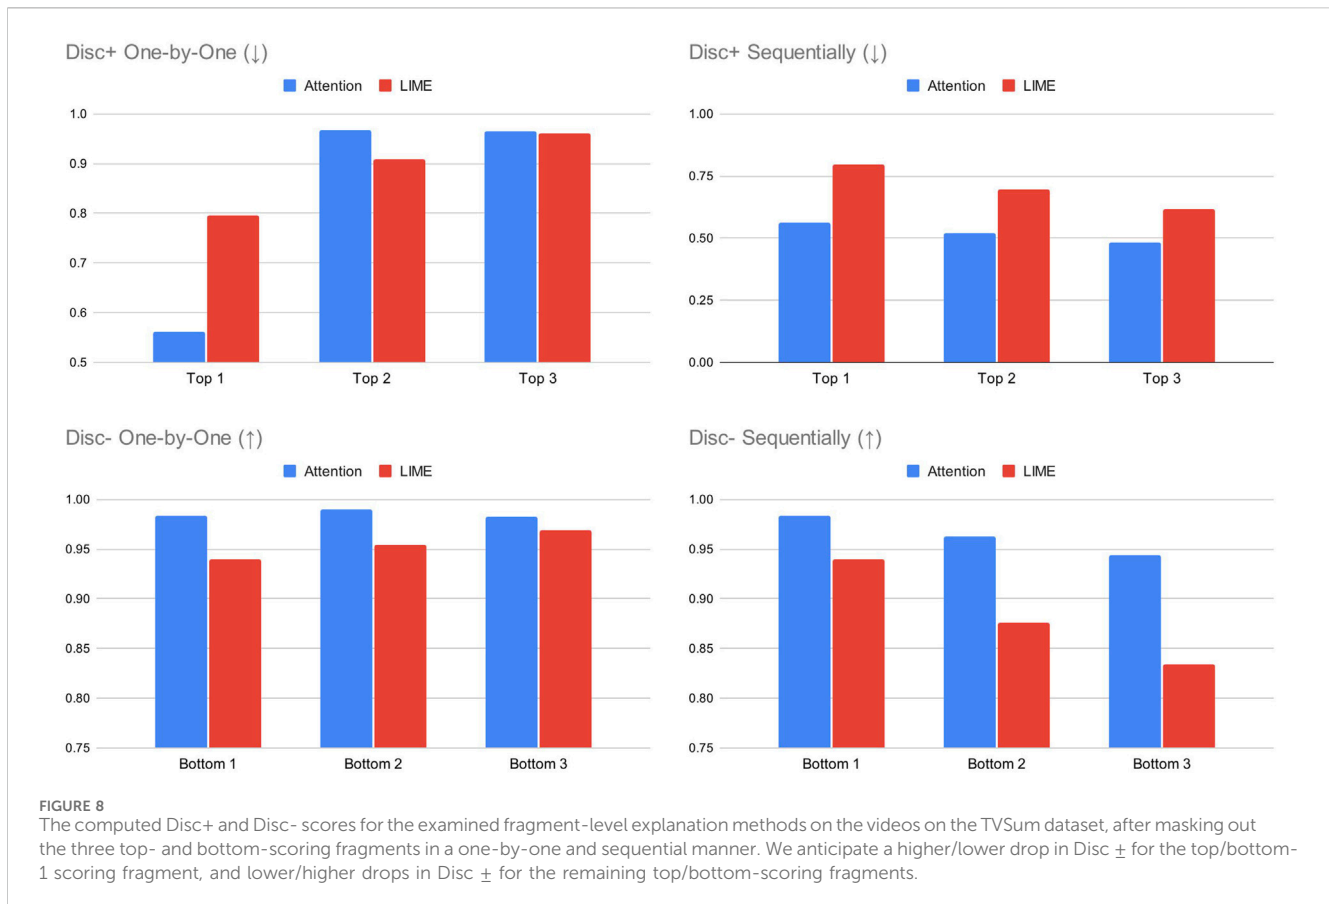 Disc+ One-by-One (↓)
Attention LIME
1.0
0.9
0.8
0.7
0.6
0.5
Top 1 Top 2 Top 3
Disc+ Sequentially (↓)
Attention LIME
1.00
0.75
0.50
0.25
0.00
Top 1 Top 2 Top 3
Disc- One-by-One (↑)
Attention LIME
1.00
0.95
0.90
0.85
0.80
0.75
Bottom 1 Bottom 2 Bottom 3
Disc- Sequentially (↑)
Attention LIME
1.00
0.95
0.90
0.85
0.80
0.75
Bottom 1 Bottom 2 Bottom 3
FIGURE 8
The computed Disc+ and Disc- scores for the examined fragment-level explanation methods on the videos on the TVSum dataset, after masking out
the three top- and bottom-scoring fragments in a one-by-one and sequential manner. We anticipate a higher/lower drop in Disc ± for the top/bottom-
1 scoring fragment, and lower/higher drops in Disc ± for the remaining top/bottom-scoring fragments.